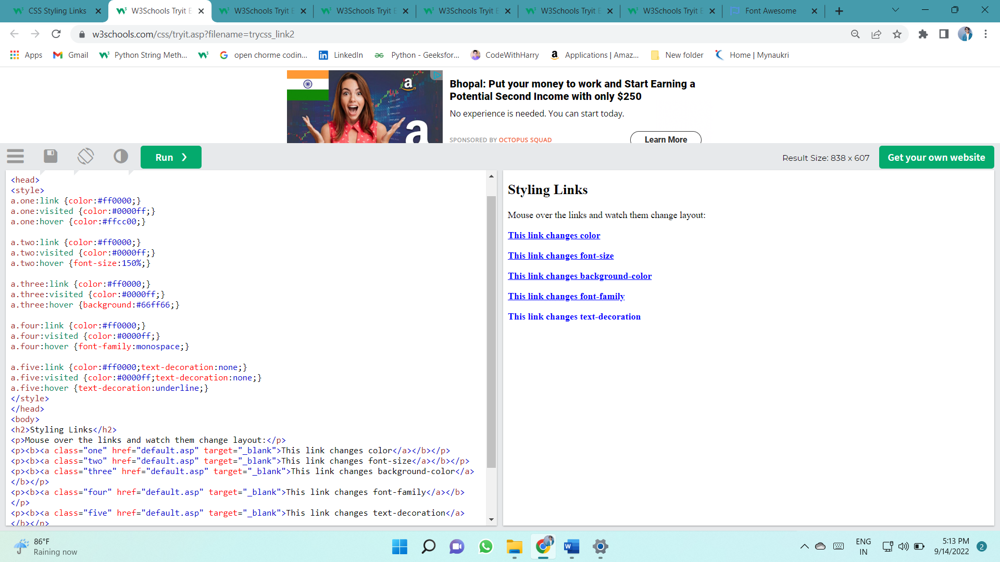 CSS Styling Links
W3Schools Tryit E
W3Schools Tryit E
W3Schools Tryit E
W3Schools Tryit E
W3Schools Tryit E
W3Schools Tryit E
Font Awesome
w3schools.com/css/tryit.asp?filename=trycss_link2
Apps
Gmail
Python String Meth...
open chorme codin...
LinkedIn
Python - Geeksfor...
CodeWithHarry
Applications | Amaz...
New folder
Home | Mynaukri
Bhopal: Put your money to work and Start Earning a
Potential Second Income with only $250
No experience is needed. You can start today.
SPONSORED BY OCTOPUS SQUAD
Learn More
Run ❯
Result Size: 838 x 607
Get your own website
<head>
<style>
a.one:link {color:#ff0000;}
a.one:visited {color:#0000ff;}
a.one:hover {color:#ffcc00;}
a.two:link {color:#ff0000;}
a.two:visited {color:#0000ff;}
a.two:hover {font-size:150%;}
a.three:link {color:#ff0000;}
a.three:visited {color:#0000ff;}
a.three:hover {background:#66ff66;}
a.four:link {color:#ff0000;}
a.four:visited {color:#0000ff;}
a.four:hover {font-family:monospace;}
a.five:link {color:#ff0000;text-decoration:none;}
a.five:visited {color:#0000ff;text-decoration:none;}
a.five:hover {text-decoration:underline;}
</style>
</head>
<body>
<h2>Styling Links</h2>
<p>Mouse over the links and watch them change layout:</p>
<p><b><a class="one" href="default.asp" target="_blank">This link changes color</a></b></p>
<p><b><a class="two" href="default.asp" target="_blank">This link changes font-size</a></b></p>
<p><b><a class="three" href="default.asp" target="_blank">This link changes background-color</a>
</b></p>
<p><b><a class="four" href="default.asp" target="_blank">This link changes font-family</a></b>
</p>
<p><b><a class="five" href="default.asp" target="_blank">This link changes text-decoration</a>
</b></p>
Styling Links
Mouse over the links and watch them change layout:
This link changes color
This link changes font-size
This link changes background-color
This link changes font-family
This link changes text-decoration
86°F
Raining now
ENG
IN
5:13 PM
9/14/2022
2